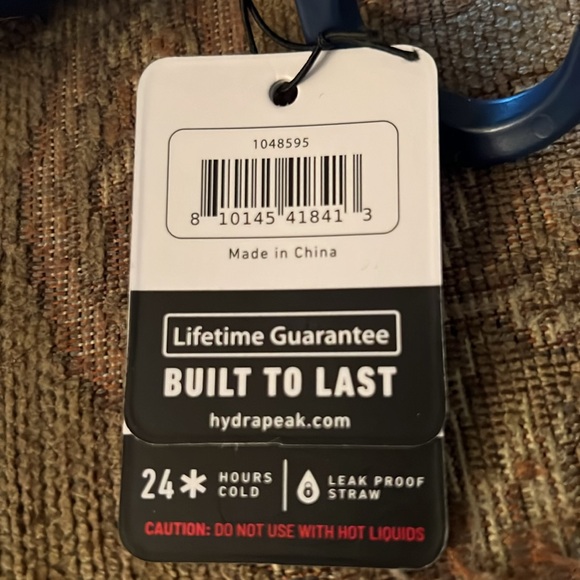 1048595
8 10145 41841 3
Made in China
Lifetime Guarantee
BUILT TO LAST
hydrapeak.com
24* HOURS COLD
LEAK PROOF STRAW
CAUTION: DO NOT USE WITH HOT LIQUIDS